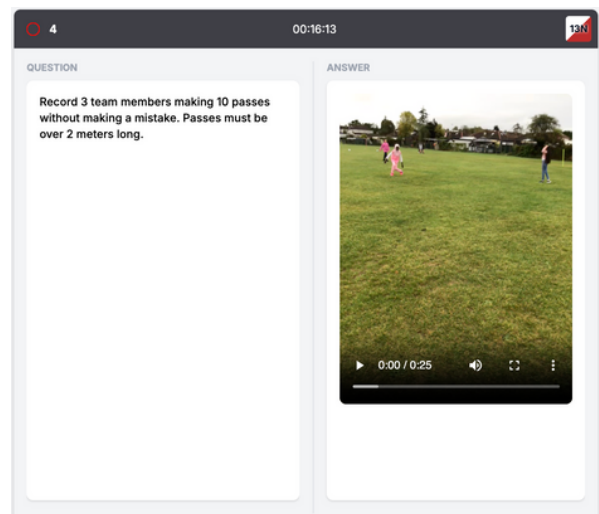 4
00:16:13
13N
QUESTION
ANSWER
Record 3 team members making 10 passes
without making a mistake. Passes must be
over 2 meters long.
0:00 / 0:25